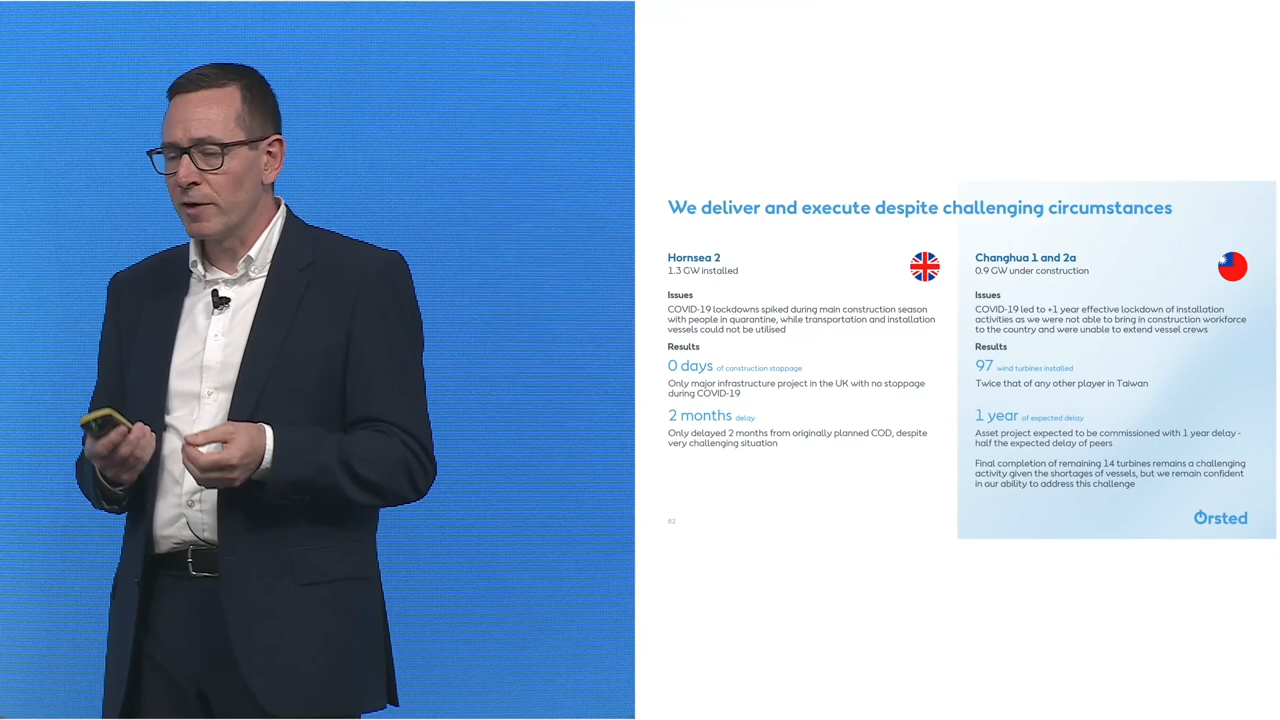 We deliver and execute despite challenging circumstances
Hornsea 2
1.3 GW installed
Issues
COVID-19 lockdowns spiked during main construction season
with people in quarantine, while transportation and installation
vessels could not be utilised
Results
0 days of construction stoppage
Only major infrastructure project in the UK with no stoppage
during COVID-19
2 months delay
Only delayed 2 months from originally planned COD, despite
very challenging situation
82
Changhua 1 and 2a
0.9 GW under construction
Issues
COVID-19 led to +1 year effective lockdown of installation
activities as we were not able to bring in construction workforce
to the country and were unable to extend vessel crews
Results
97 wind turbines installed
Twice that of any other player in Taiwan
1 year of expected delay
Asset project expected to be commissioned with 1 year delay -
half the expected delay of peers
Final completion of remaining 14 turbines remains a challenging
activity given the shortages of vessels, but we remain confident
in our ability to address this challenge
Ørsted